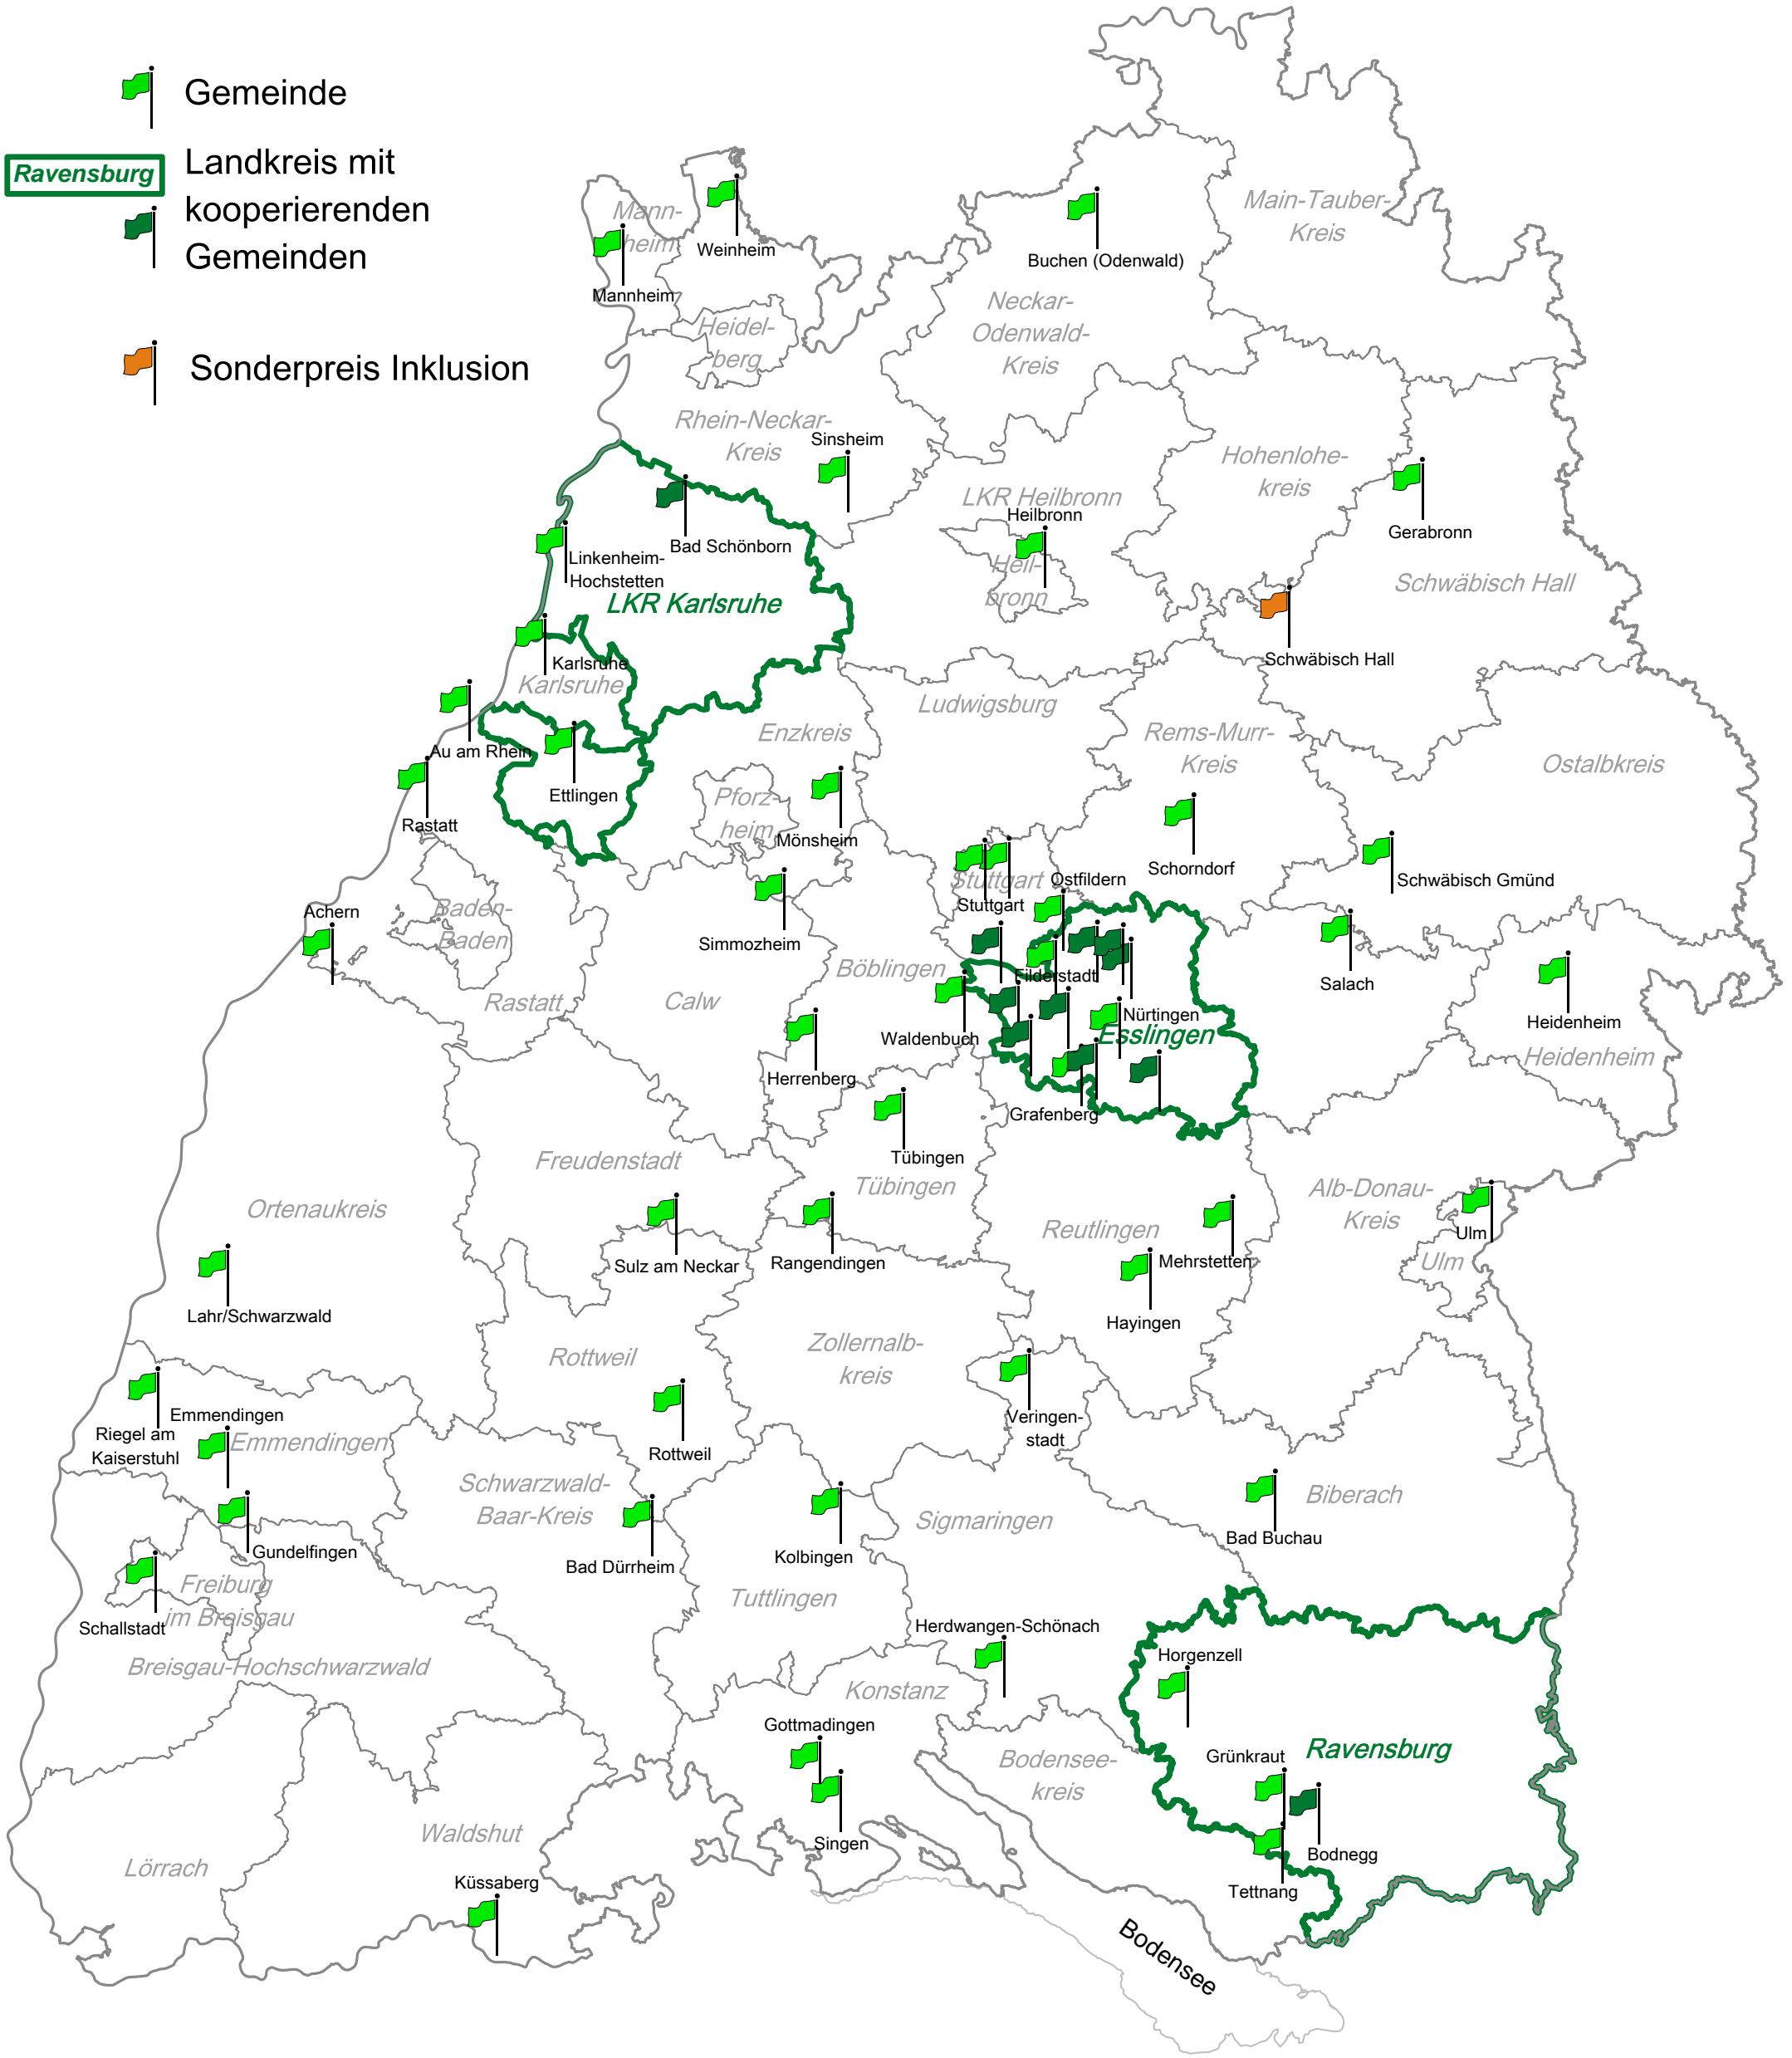 Gemeinde
Ravensburg
Landkreis mit
kooperierenden
Gemeinden
Sonderpreis Inklusion
Main-Tauber-
Kreis
Mann-
heim
Weinheim
Mannheim
Buchen (Odenwald)
Neckar-
Odenwald-
Kreis
Heidel-
berg
Rhein-Neckar-
Kreis
Sinsheim
Hohenlohe-
kreis
LKR Heilbronn
Heilbronn
Heil-
bronn
Gerabronn
Schwäbisch Hall
Schwäbisch Hall
Bad Schönborn
Linkenheim-
Hochstetten
LKR Karlsruhe
Karlsruhe
Karlsruhe
Ludwigsburg
Enzkreis
Rems-Murr-
Kreis
Ostalbkreis
Au am Rhein
Ettlingen
Rastatt
Pforz-
heim
Mönsheim
Schorndorf
Schwäbisch Gmünd
Stuttgart
Ostfildern
Stuttgart
Achern
Baden-
Baden
Simmozheim
Böblingen
Filderstadt
Salach
Rastatt
Calw
Nürtingen
Esslingen
Waldenbuch
Heidenheim
Heidenheim
Herrenberg
Grafenberg
Tübingen
Tübingen
Freudenstadt
Ortenaukreis
Alb-Donau-
Kreis
Reutlingen
Ulm
Ulm
Sulz am Neckar
Rangendingen
Mehrstetten
Hayingen
Lahr/Schwarzwald
Rottweil
Zollernalb-
kreis
Riegel am
Kaiserstuhl
Emmendingen
Emmendingen
Rottweil
Veringen-
stadt
Schwarzwald-
Baar-Kreis
Sigmaringen
Biberach
Bad Buchau
Gundelfingen
Bad Dürrheim
Kolbingen
Freiburg
im Breisgau
Schallstadt
Tuttlingen
Herdwangen-Schönach
Breisgau-Hochschwarzwald
Horgenzell
Konstanz
Gottmadingen
Bodensee-
kreis
Grünkraut
Ravensburg
Waldshut
Singen
Bodnegg
Lörrach
Küssaberg
Tettnang
Bodensee